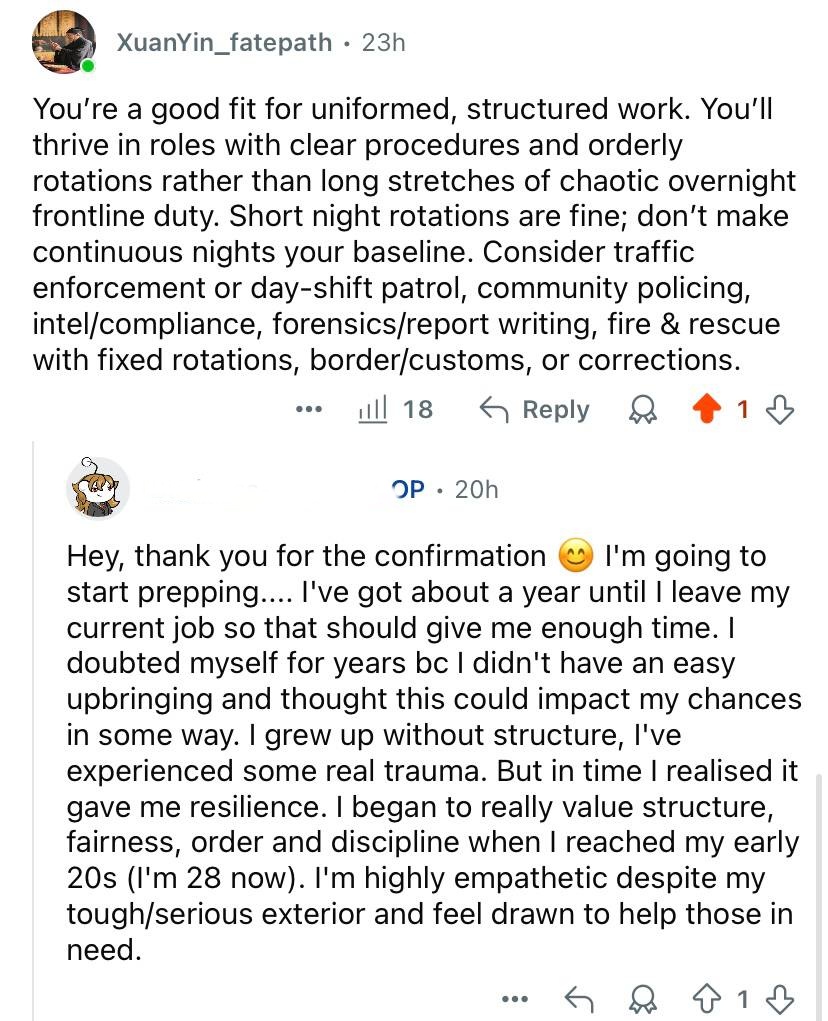 XuanYin_fatepath • 23h
You’re a good fit for uniformed, structured work. You’ll
thrive in roles with clear procedures and orderly
rotations rather than long stretches of chaotic overnight
frontline duty. Short night rotations are fine; don’t make
continuous nights your baseline. Consider traffic
enforcement or day-shift patrol, community policing,
intel/compliance, forensics/report writing, fire & rescue
with fixed rotations, border/customs, or corrections.
18 Reply 1
OP • 20h
Hey, thank you for the confirmation 😊 I'm going to
start prepping.... I've got about a year until I leave my
current job so that should give me enough time. I
doubted myself for years bc I didn't have an easy
upbringing and thought this could impact my chances
in some way. I grew up without structure, I've
experienced some real trauma. But in time I realised it
gave me resilience. I began to really value structure,
fairness, order and discipline when I reached my early
20s (I'm 28 now). I'm highly empathetic despite my
tough/serious exterior and feel drawn to help those in
need.
1